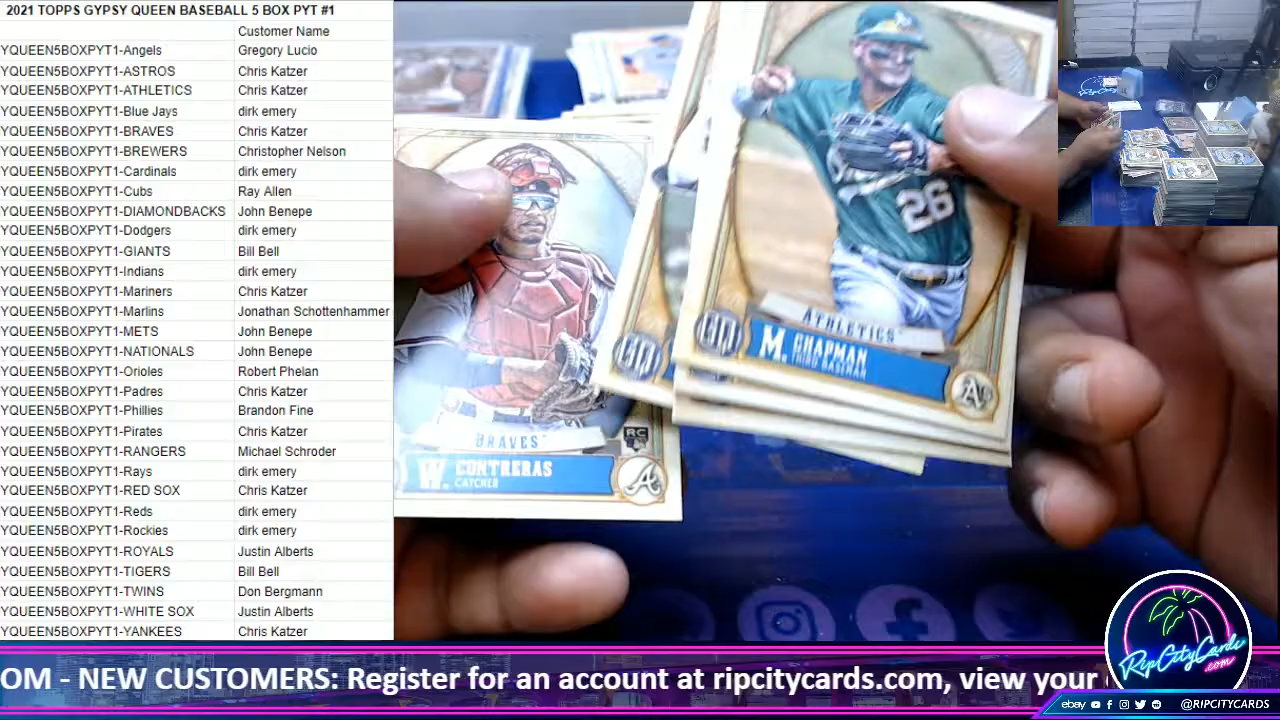 2021 TOPPS GYPSY QUEEN BASEBALL 5 BOX PYT #1
Customer Name
YQUEEN5BOXPYT1-Angels Gregory Lucio
YQUEEN5BOXPYT1-ASTROS Chris Katzer
YQUEEN5BOXPYT1-ATHLETICS Chris Katzer
YQUEEN5BOXPYT1-Blue Jays dirk emery
YQUEEN5BOXPYT1-BRAVES Chris Katzer
YQUEEN5BOXPYT1-BREWERS Christopher Nelson
YQUEEN5BOXPYT1-Cardinals dirk emery
YQUEEN5BOXPYT1-Cubs Ray Allen
YQUEEN5BOXPYT1-DIAMONDBACKS John Benepe
YQUEEN5BOXPYT1-Dodgers dirk emery
YQUEEN5BOXPYT1-GIANTS Bill Bell
YQUEEN5BOXPYT1-Indians dirk emery
YQUEEN5BOXPYT1-Mariners Chris Katzer
YQUEEN5BOXPYT1-Marlins Jonathan Schottenhammer
YQUEEN5BOXPYT1-METS John Benepe
YQUEEN5BOXPYT1-NATIONALS John Benepe
YQUEEN5BOXPYT1-Orioles Robert Phelan
YQUEEN5BOXPYT1-Padres Chris Katzer
YQUEEN5BOXPYT1-Phillies Brandon Fine
YQUEEN5BOXPYT1-Pirates Chris Katzer
YQUEEN5BOXPYT1-RANGERS Michael Schroder
YQUEEN5BOXPYT1-Rays dirk emery
YQUEEN5BOXPYT1-RED SOX Chris Katzer
YQUEEN5BOXPYT1-Reds dirk emery
YQUEEN5BOXPYT1-Rockies dirk emery
YQUEEN5BOXPYT1-ROYALS Justin Alberts
YQUEEN5BOXPYT1-TIGERS Bill Bell
YQUEEN5BOXPYT1-TWINS Don Bergmann
YQUEEN5BOXPYT1-WHITE SOX Justin Alberts
YQUEEN5BOXPYT1-YANKEES Chris Katzer
26
ATHLETICS
GQ
M. CHAPMAN
THIRD BASEMAN
A's
GQ
RC
BRAVES
W. CONTRERAS
CATCHER
A
OM - NEW CUSTOMERS: Register for an account at ripcitycards.com, view your
RipCityCards
.com
ebay @RIPCITYCARDS